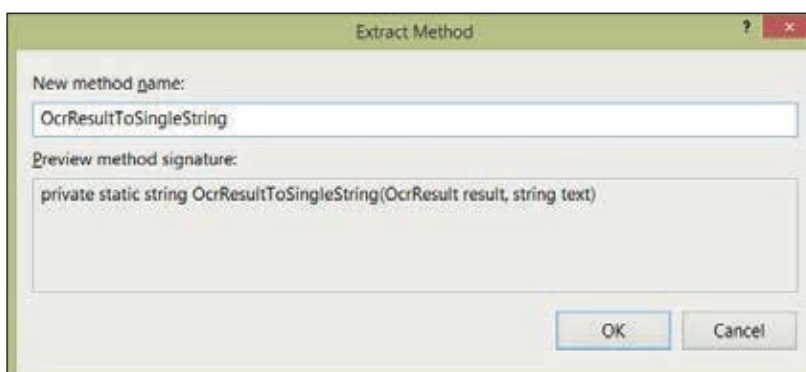 Extract Method
?
×
New method name:
OcrResultToSingleString
Preview method signature:
private static string OcrResultToSingleString(OcrResult result, string text)
OK
Cancel